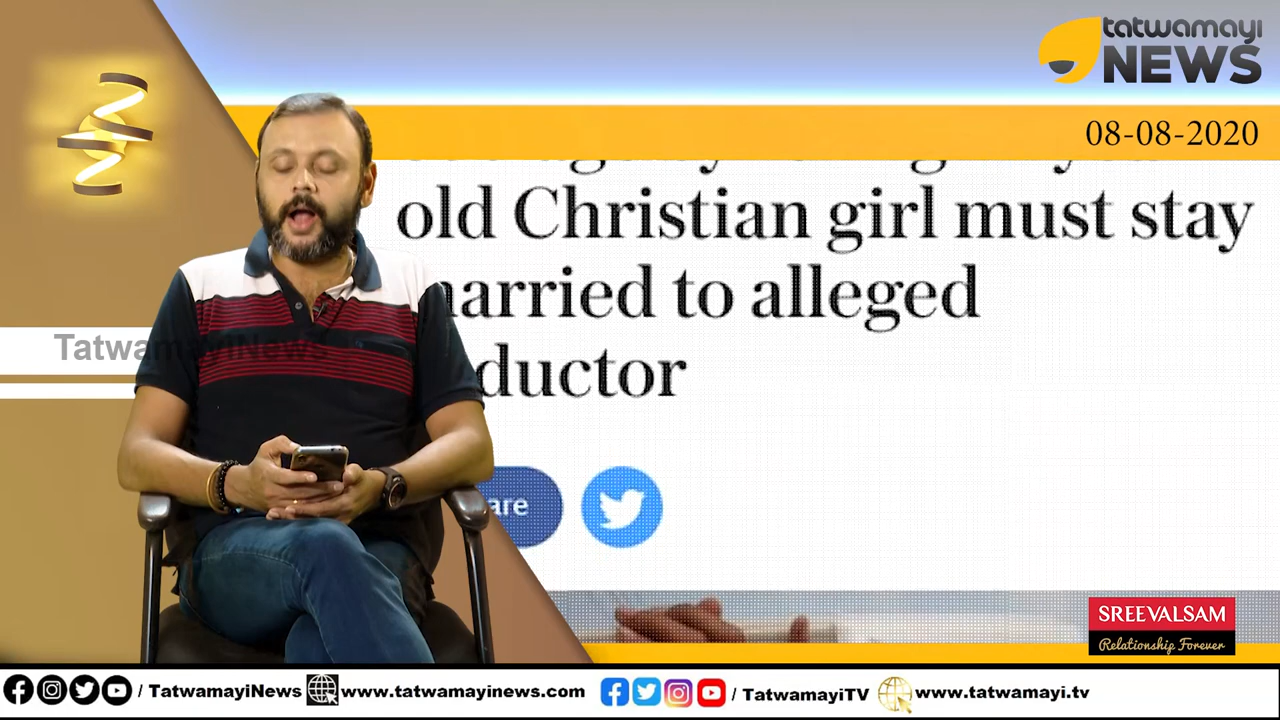 tatwamayi
NEWS
08-08-2020
old Christian girl must stay
married to alleged
ductor
are
TatwamayiNews
SREEVALSAM
Relationship Forever
/ TatwamayiNews www.tatwamayinews.com / TatwamayiTV www.tatwamayi.tv